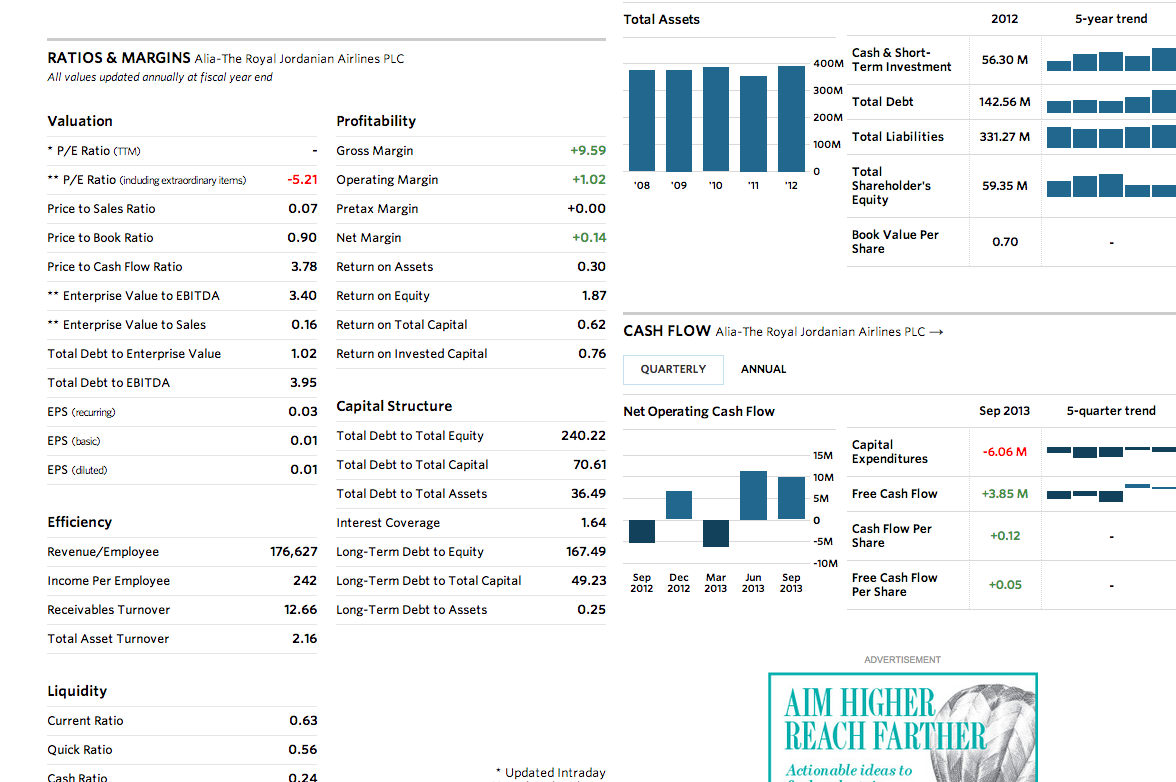 RATIOS & MARGINS Alia-The Royal Jordanian Airlines PLC
All values updated annually at fiscal year end
Valuation
* P/E Ratio (TTM) -
** P/E Ratio (including extraordinary items) -5.21
Price to Sales Ratio 0.07
Price to Book Ratio 0.90
Price to Cash Flow Ratio 3.78
** Enterprise Value to EBITDA 3.40
** Enterprise Value to Sales 0.16
Total Debt to Enterprise Value 1.02
Total Debt to EBITDA 3.95
EPS (recurring) 0.03
EPS (basic) 0.01
EPS (diluted) 0.01
Efficiency
Revenue/Employee 176,627
Income Per Employee 242
Receivables Turnover 12.66
Total Asset Turnover 2.16
Liquidity
Current Ratio 0.63
Quick Ratio 0.56
Cash Ratio 0.24
Profitability
Gross Margin +9.59
Operating Margin +1.02
Pretax Margin +0.00
Net Margin +0.14
Return on Assets 0.30
Return on Equity 1.87
Return on Total Capital 0.62
Return on Invested Capital 0.76
Capital Structure
Total Debt to Total Equity 240.22
Total Debt to Total Capital 70.61
Total Debt to Total Assets 36.49
Interest Coverage 1.64
Long-Term Debt to Equity 167.49
Long-Term Debt to Total Capital 49.23
Long-Term Debt to Assets 0.25
* Updated Intraday
Total Assets
400M
300M
200M
100M
0
'08 '09 '10 '11 '12
2012 5-year trend
Cash & Short-
Term Investment 56.30 M
Total Debt 142.56 M
Total Liabilities 331.27 M
Total
Shareholder's 59.35 M
Equity
Book Value Per 0.70 -
Share
CASH FLOW Alia-The Royal Jordanian Airlines PLC →
QUARTERLY ANNUAL
Net Operating Cash Flow
15M
10M
5M
0
-5M
-10M
Sep Dec Mar Jun Sep
2012 2012 2013 2013 2013
Sep 2013 5-quarter trend
Capital -6.06 M
Expenditures
Free Cash Flow +3.85 M
Cash Flow Per +0.12 -
Share
Free Cash Flow +0.05 -
Per Share
ADVERTISEMENT
AIM HIGHER
REACH FARTHER
Actionable ideas to